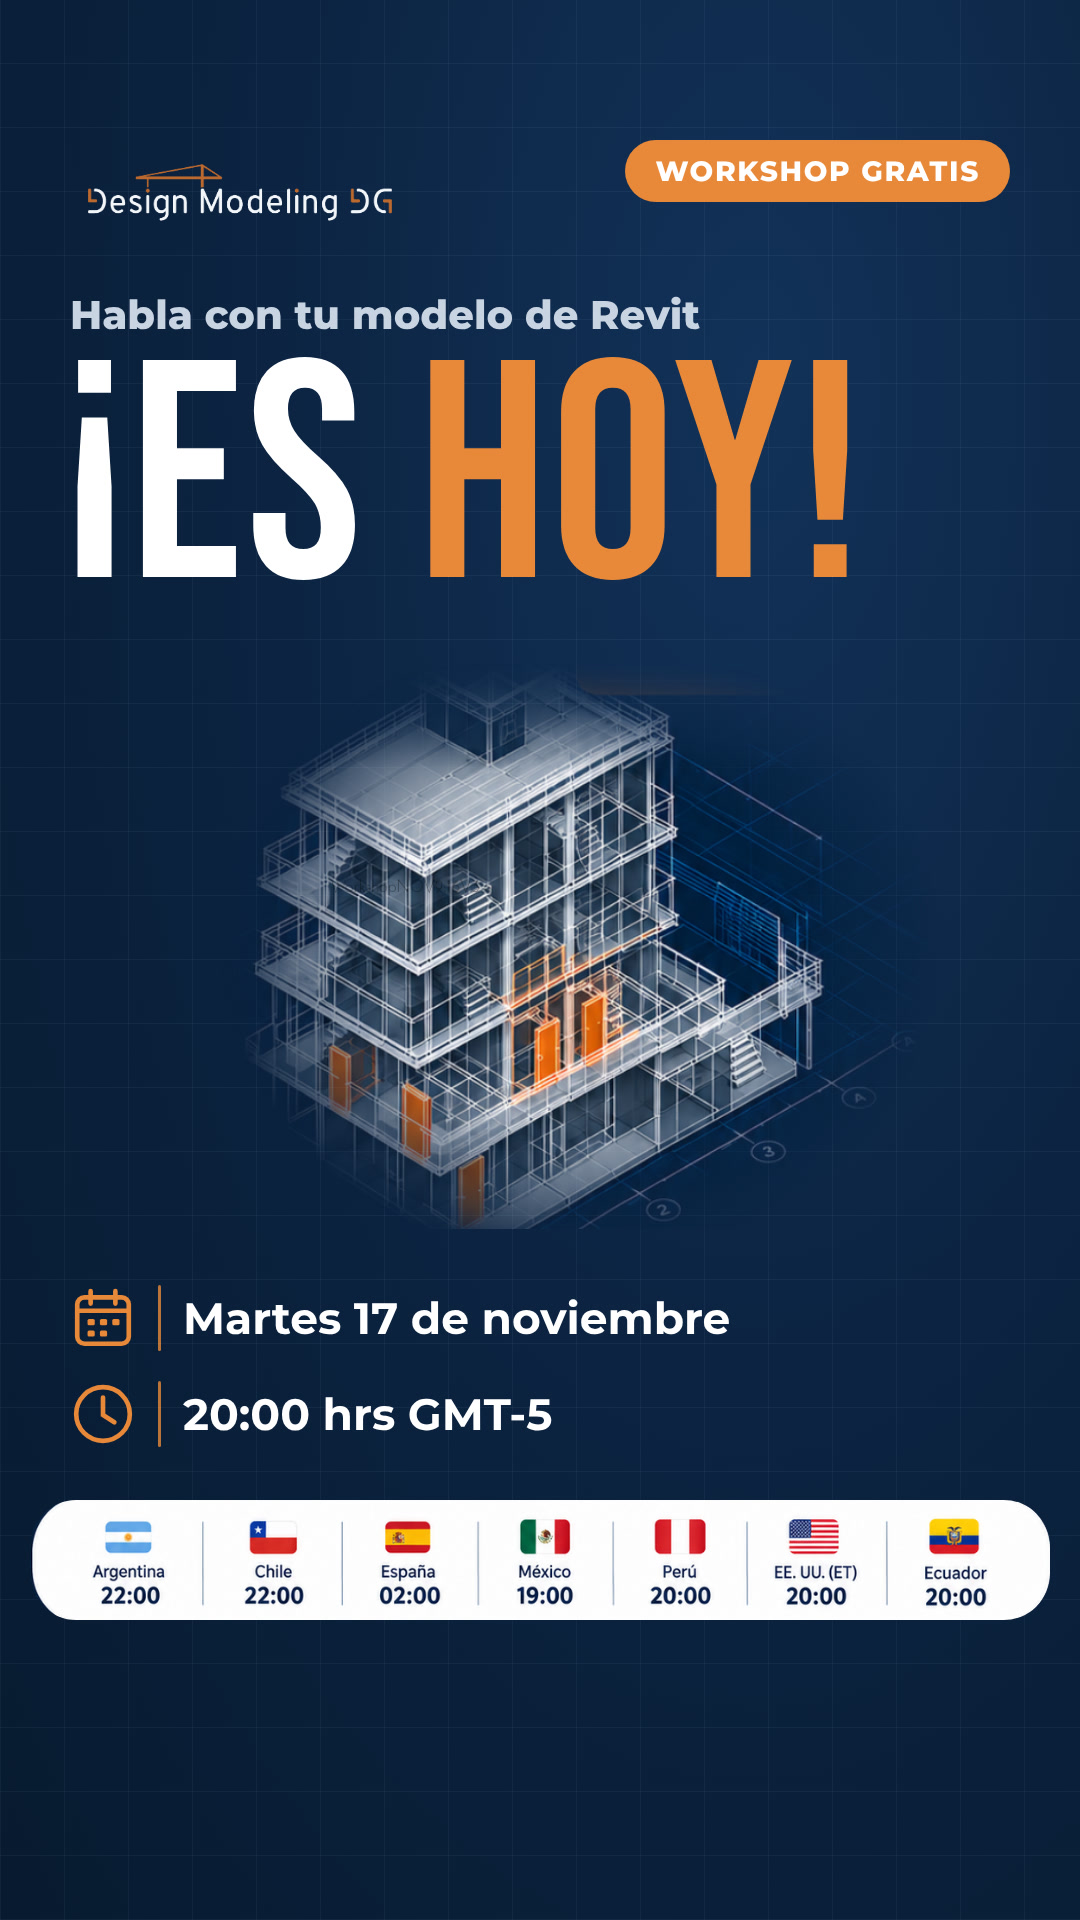 Design Modeling DG
WORKSHOP GRATIS
Habla con tu modelo de Revit
¡ES HOY!
A
A
3
2
Martes 17 de noviembre
20:00 hrs GMT-5
Argentina
22:00
Chile
22:00
España
02:00
México
19:00
Perú
20:00
EE. UU. (ET)
20:00
Ecuador
20:00